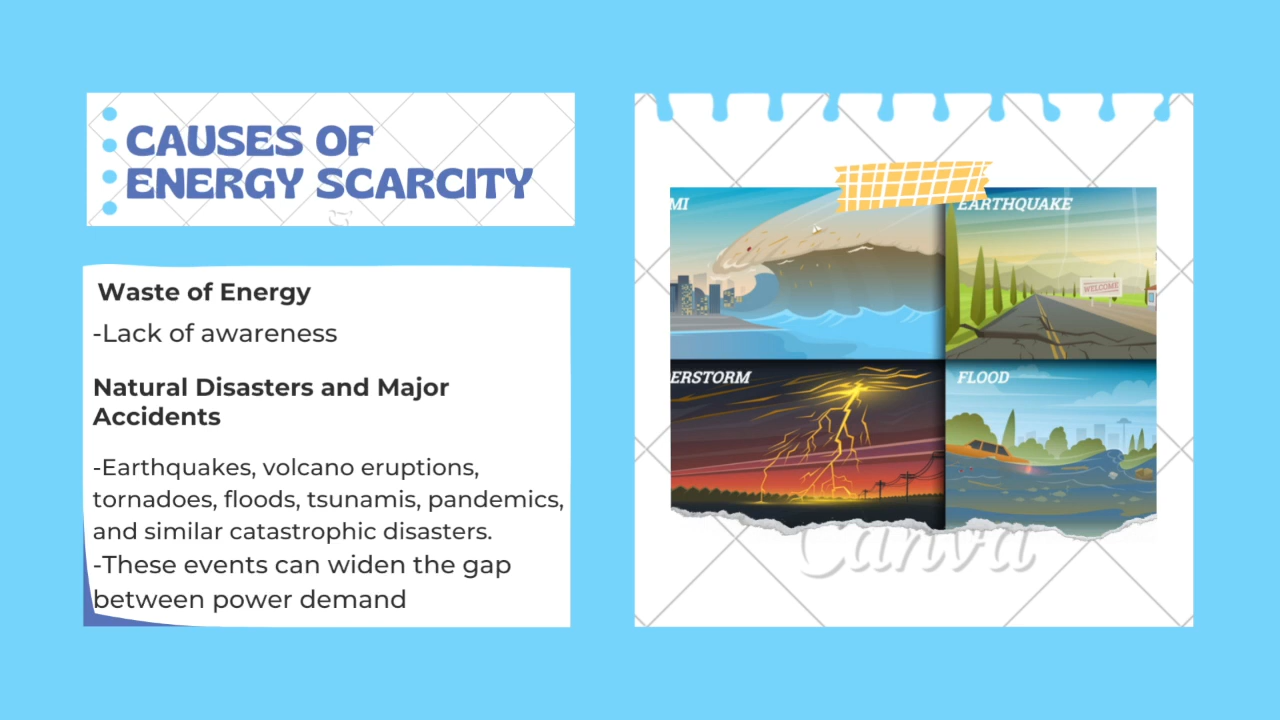 CAUSES OF
ENERGY SCARCITY
Waste of Energy
-Lack of awareness
Natural Disasters and Major
Accidents
-Earthquakes, volcano eruptions,
tornadoes, floods, tsunamis, pandemics,
and similar catastrophic disasters.
-These events can widen the gap
between power demand
MI
EARTHQUAKE
WELCOME
ERSTORM
FLOOD
Canva